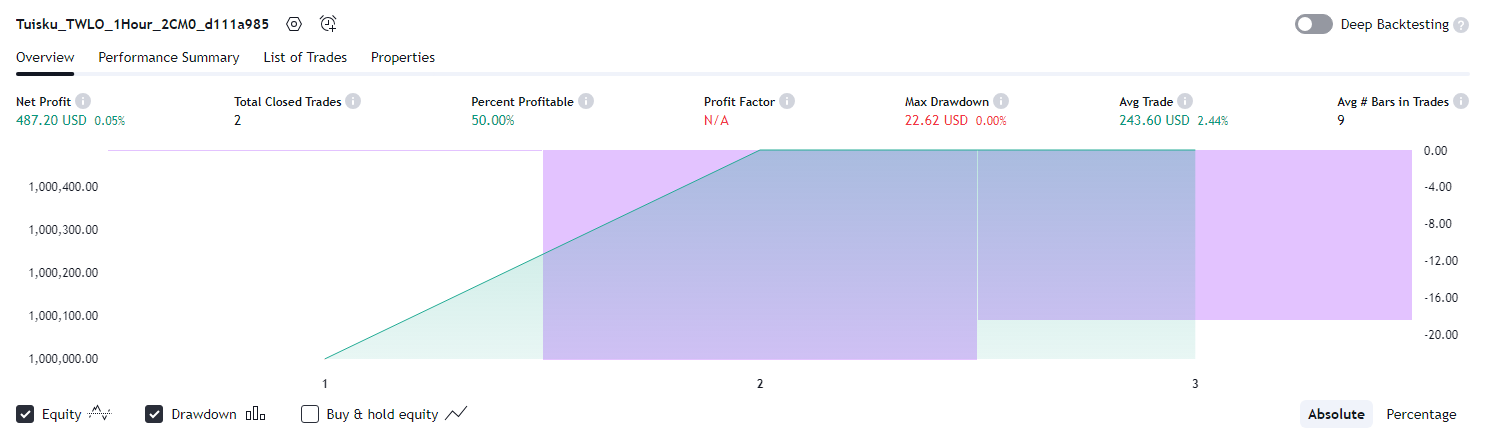 Tuisku_TWLO_1Hour_2CM0_d111a985 Deep Backtesting ?
Overview Performance Summary List of Trades Properties
Net Profit Total Closed Trades Percent Profitable Profit Factor Max Drawdown Avg Trade Avg # Bars in Trades
487.20 USD 0.05% 2 50.00% N/A 22.62 USD 0.00% 243.60 USD 2.44% 9
0.00
1,000,400.00 -4.00
1,000,300.00 -8.00
1,000,200.00 -12.00
1,000,100.00 -16.00
-20.00
1,000,000.00
1 2 3
Equity Drawdown Buy & hold equity Absolute Percentage